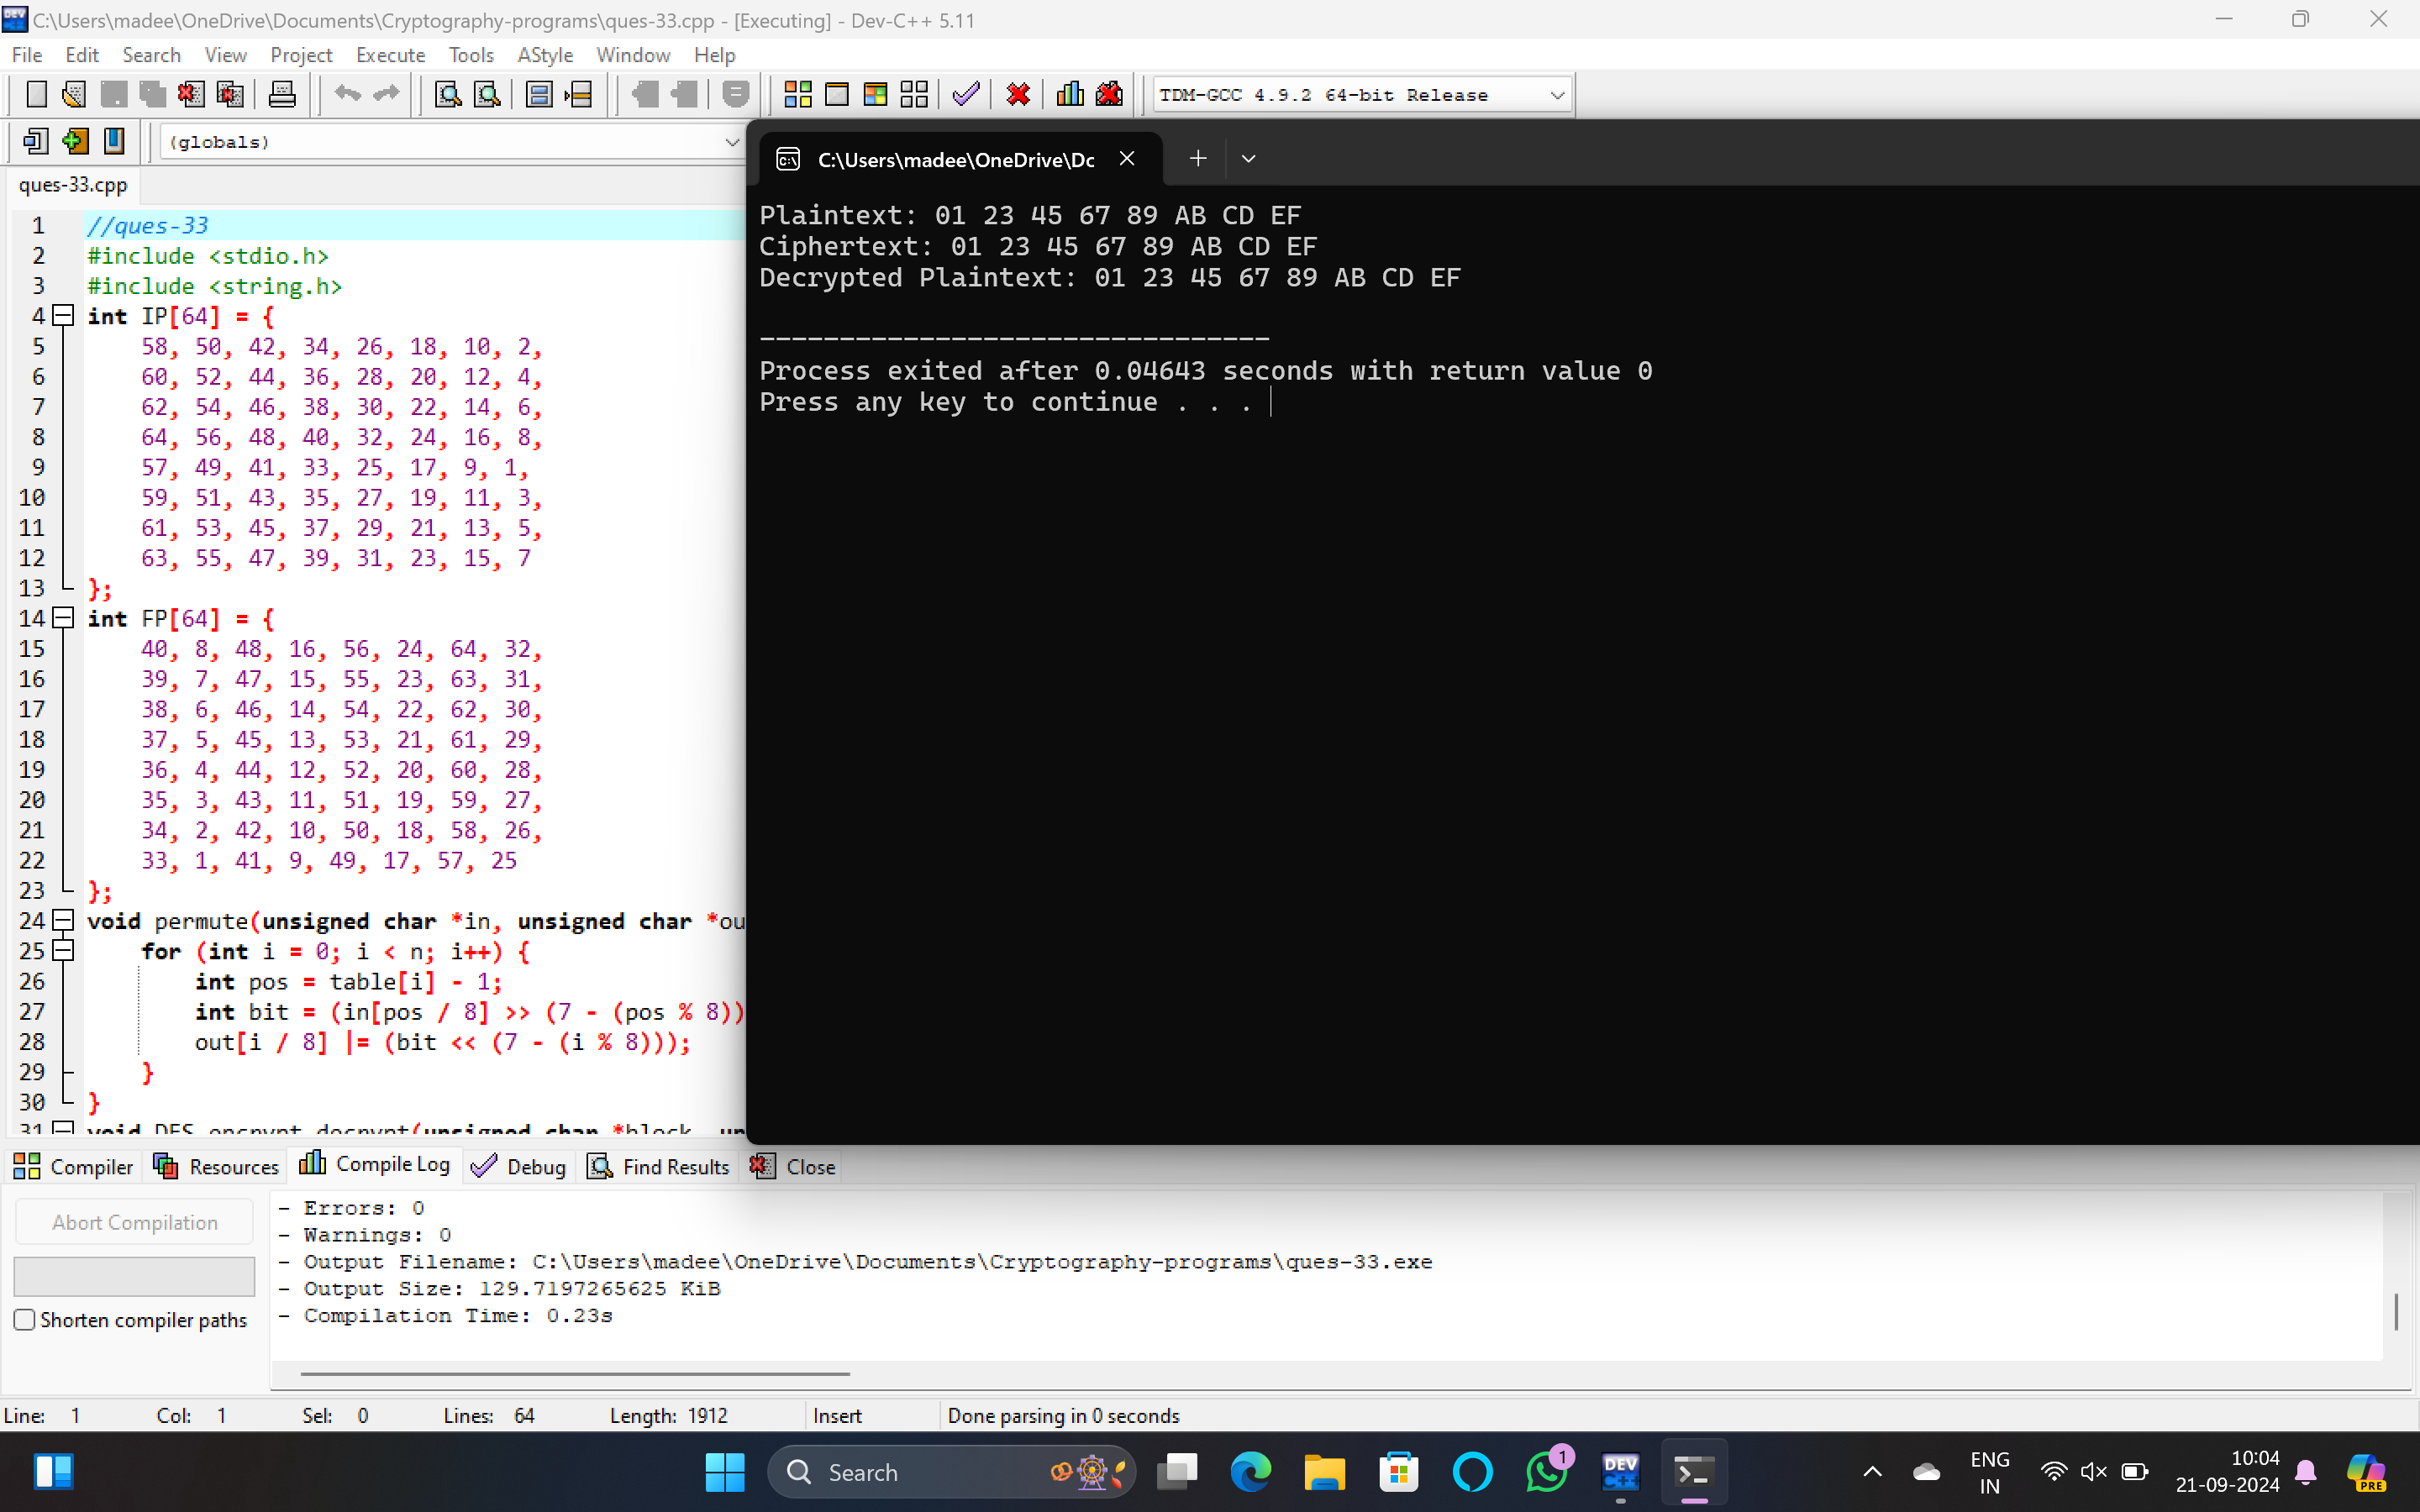 C:\Users\madee\OneDrive\Documents\Cryptography-programs\ques-33.cpp - [Executing] - Dev-C++ 5.11
File Edit Search View Project Execute Tools AStyle Window Help
TDM-GCC 4.9.2 64-bit Release
(globals)
ques-33.cpp
1 //ques-33
2 #include <stdio.h>
3 #include <string.h>
4 int IP[64] = {
5 58, 50, 42, 34, 26, 18, 10, 2,
6 60, 52, 44, 36, 28, 20, 12, 4,
7 62, 54, 46, 38, 30, 22, 14, 6,
8 64, 56, 48, 40, 32, 24, 16, 8,
9 57, 49, 41, 33, 25, 17, 9, 1,
10 59, 51, 43, 35, 27, 19, 11, 3,
11 61, 53, 45, 37, 29, 21, 13, 5,
12 63, 55, 47, 39, 31, 23, 15, 7
13 };
14 int FP[64] = {
15 40, 8, 48, 16, 56, 24, 64, 32,
16 39, 7, 47, 15, 55, 23, 63, 31,
17 38, 6, 46, 14, 54, 22, 62, 30,
18 37, 5, 45, 13, 53, 21, 61, 29,
19 36, 4, 44, 12, 52, 20, 60, 28,
20 35, 3, 43, 11, 51, 19, 59, 27,
21 34, 2, 42, 10, 50, 18, 58, 26,
22 33, 1, 41, 9, 49, 17, 57, 25
23 };
24 void permute(unsigned char *in, unsigned char *ou
25 for (int i = 0; i < n; i++) {
26 int pos = table[i] - 1;
27 int bit = (in[pos / 8] >> (7 - (pos % 8))
28 out[i / 8] |= (bit << (7 - (i % 8)));
29 }
30 }
31 void DES_encrypt_decrypt(unsigned char *block, un
C:\Users\madee\OneDrive\Dc
Plaintext: 01 23 45 67 89 AB CD EF
Ciphertext: 01 23 45 67 89 AB CD EF
Decrypted Plaintext: 01 23 45 67 89 AB CD EF
--------------------------------
Process exited after 0.04643 seconds with return value 0
Press any key to continue . . .
Compiler Resources Compile Log Debug Find Results Close
Abort Compilation
Shorten compiler paths
- Errors: 0
- Warnings: 0
- Output Filename: C:\Users\madee\OneDrive\Documents\Cryptography-programs\ques-33.exe
- Output Size: 129.7197265625 KiB
- Compilation Time: 0.23s
Line: 1 Col: 1 Sel: 0 Lines: 64 Length: 1912 Insert Done parsing in 0 seconds
Search
1
DEV
C++
ENG
IN
10:04
21-09-2024
PRE